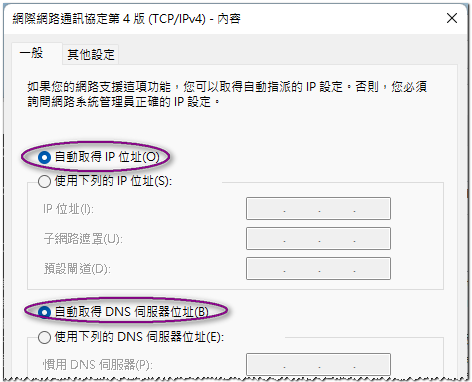 網際網路通訊協定第 4 版 (TCP/IPv4) - 內容
一般
其他設定
如果您的網路支援這項功能，您可以取得自動指派的 IP 設定。否則，您必須
詢問網路系統管理員正確的 IP 設定。
自動取得 IP 位址(O)
使用下列的 IP 位址(S):
IP 位址(I):
子網路遮罩(U):
預設閘道(D):
自動取得 DNS 伺服器位址(B)
使用下列的 DNS 伺服器位址(E):
慣用 DNS 伺服器(P):